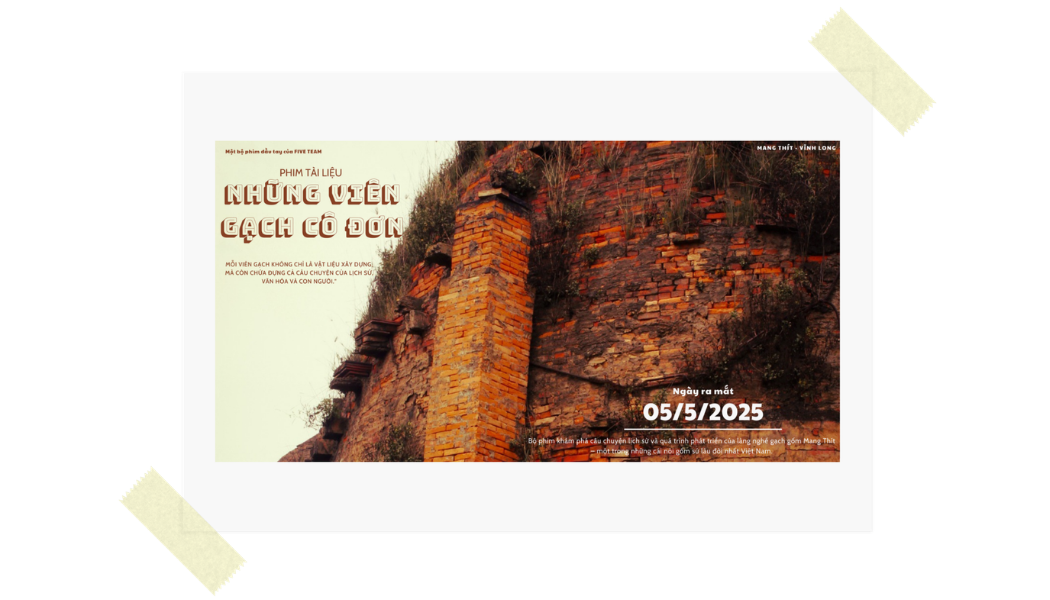 Một bộ phim đầu tay của FIVE TEAM
MANG THÍT - VĨNH LONG
PHIM TÀI LIỆU
NHỮNG VIÊN
GẠCH CÔ ĐƠN
MỖI VIÊN GẠCH KHÔNG CHỈ LÀ VẬT LIỆU XÂY DỰNG;
MÀ CÒN CHỨA ĐỰNG CẢ CÂU CHUYỆN CỦA LỊCH SỬ,
VĂN HÓA VÀ CON NGƯỜI."
Ngày ra mắt
05/5/2025
Bộ phim khám phá câu chuyện lịch sử và quá trình phát triển của làng nghề gạch gốm Mang Thít
– một trong những cái nôi gốm sứ lâu đời nhất Việt Nam.